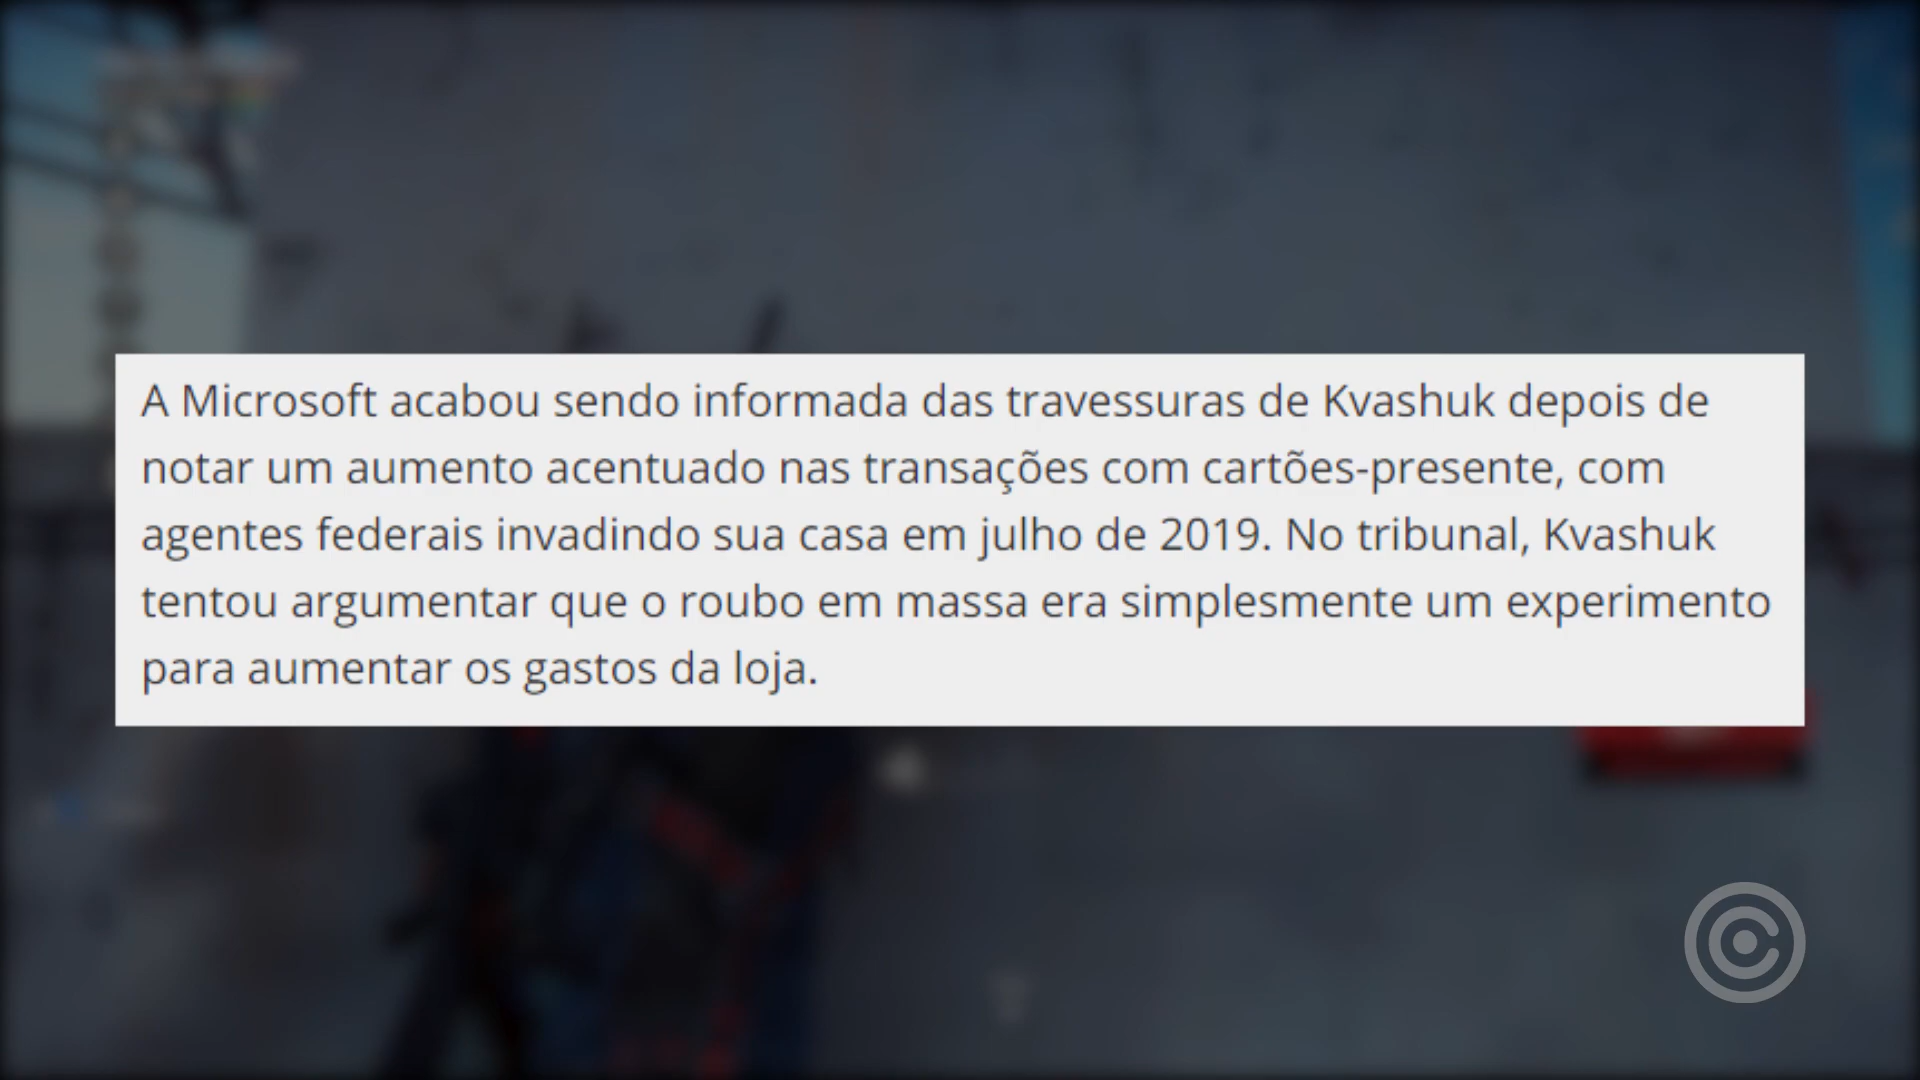 A Microsoft acabou sendo informada das travessuras de Kvashuk depois de
notar um aumento acentuado nas transações com cartões-presente, com
agentes federais invadindo sua casa em julho de 2019. No tribunal, Kvashuk
tentou argumentar que o roubo em massa era simplesmente um experimento
para aumentar os gastos da loja.